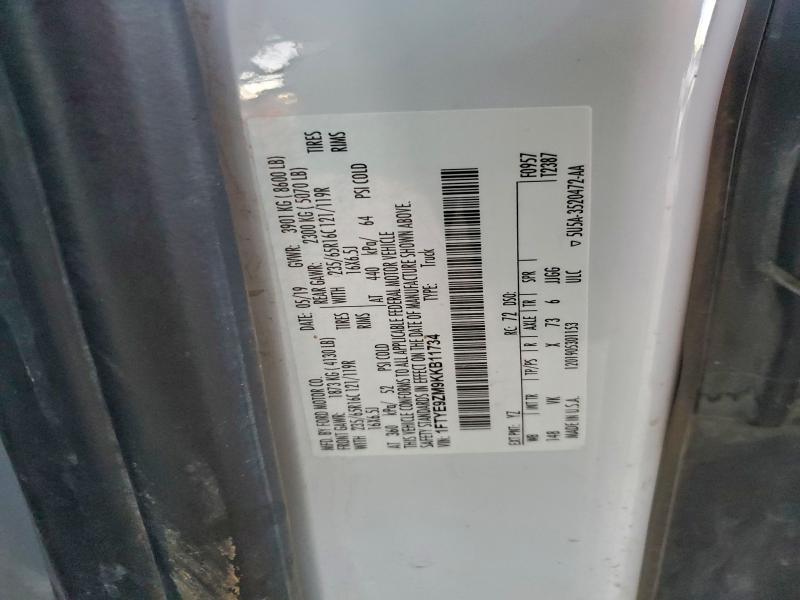 MFD. BY FORD MOTOR CO.
DATE: 05/19 GVWR: 3901 KG ( 8600 LB)
FRONT GAWR: 1873 KG ( 4130 LB) REAR GAWR: 2300 KG ( 5070 LB)
WITH 235/65R16C 121/119R TIRES WITH 235/65R16C 121/119R TIRES
16X6.5J RIMS 16X6.5J RIMS
AT 360 kPa/ 52 PSI COLD AT 440 kPa/ 64 PSI COLD
THIS VEHICLE CONFORMS TO ALL APPLICABLE FEDERAL MOTOR VEHICLE
SAFETY STANDARDS IN EFFECT ON THE DATE OF MANUFACTURE SHOWN ABOVE.
VIN: 1FTYE9ZM9KKB11734 TYPE: Truck
EXT PNT: YZ RC: 72 DSO: F0957
WB INT TR TP/PS R AXLE TR SPR T2387
148 VK X 73 6 JJGG
MADE IN U.S.A. 1201905301153 ULC 5U5A-3520472-AA